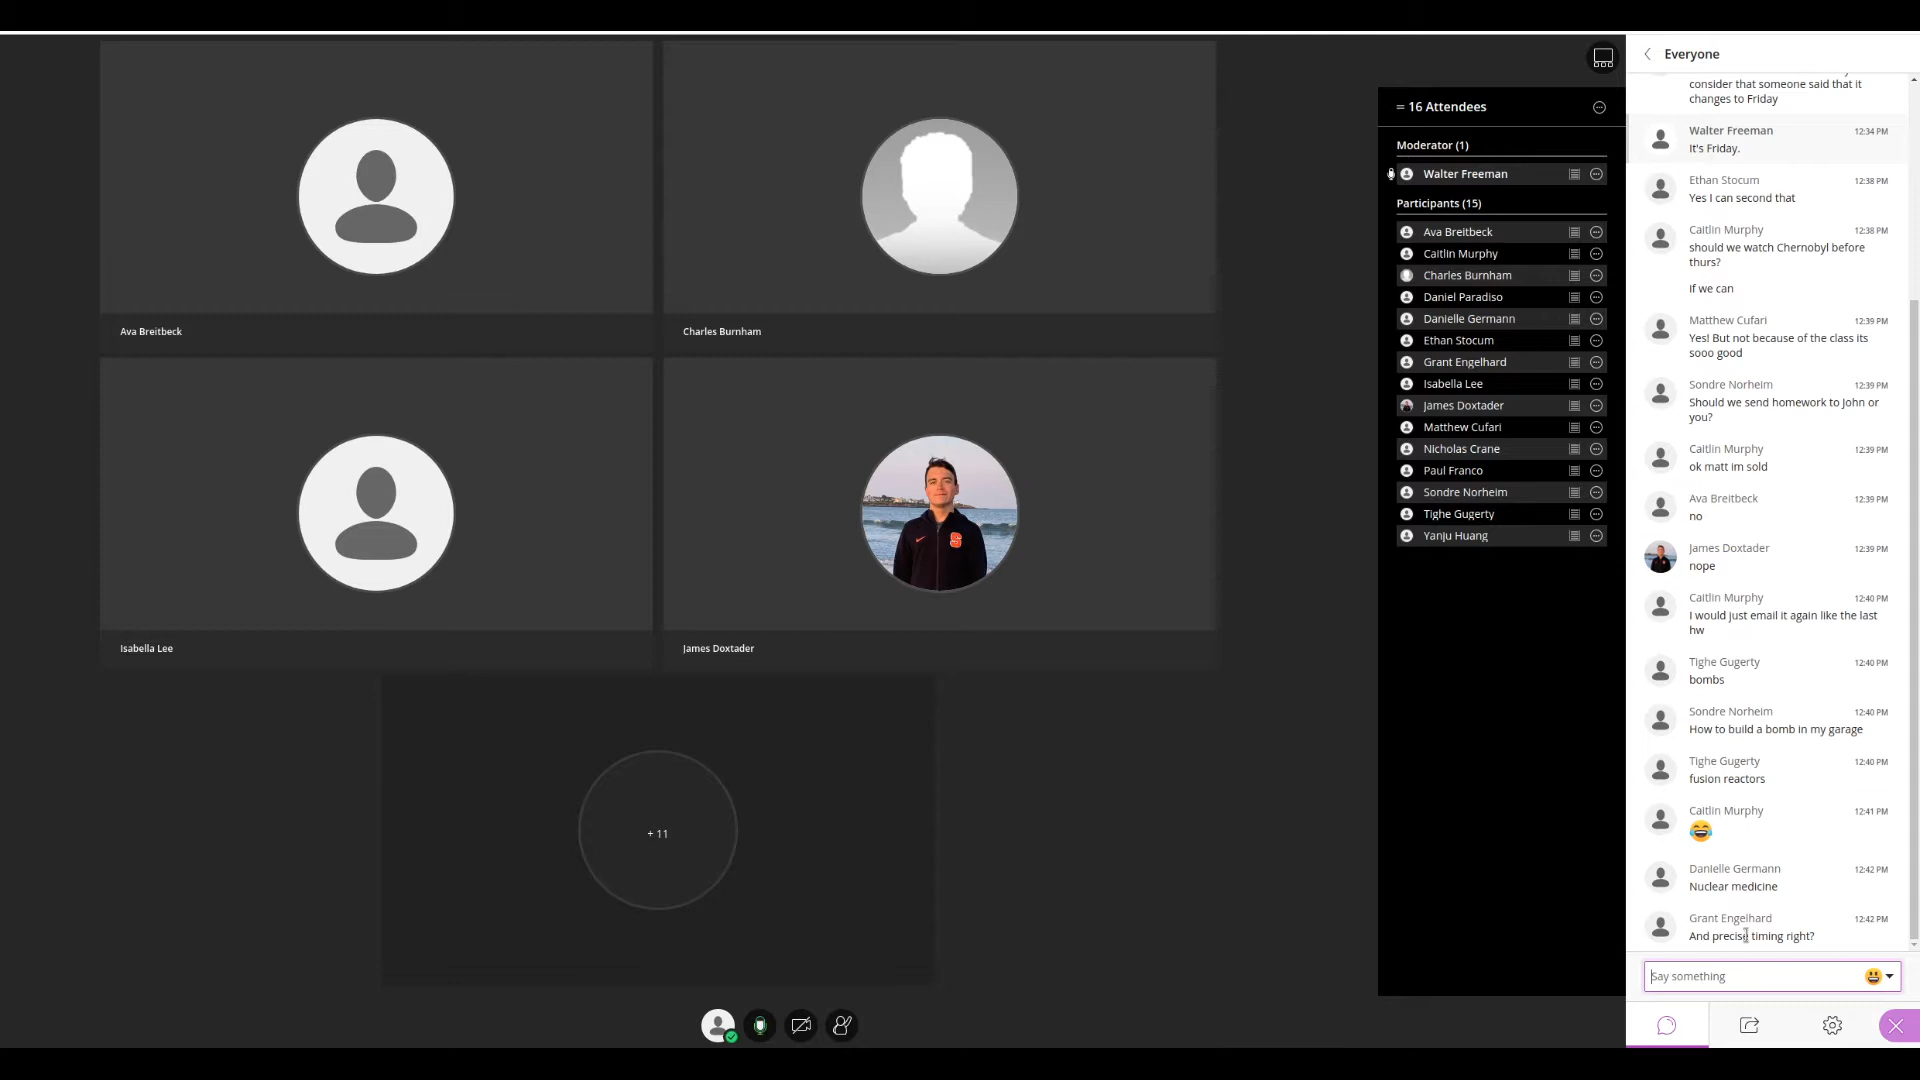 Ava Breitbeck
Charles Burnham
Isabella Lee
James Doxtader
+ 11
16 Attendees
Moderator (1)
Walter Freeman
Participants (15)
Ava Breitbeck
Caitlin Murphy
Charles Burnham
Daniel Paradiso
Danielle Germann
Ethan Stocum
Grant Engelhard
Isabella Lee
James Doxtader
Matthew Cufari
Nicholas Crane
Paul Franco
Sondre Norheim
Tighe Gugerty
Yanju Huang
Everyone
consider that someone said that it
changes to Friday
Walter Freeman 12:34 PM
It's Friday.
Ethan Stocum 12:38 PM
Yes I can second that
Caitlin Murphy 12:38 PM
should we watch Chernobyl before
thurs?
if we can
Matthew Cufari 12:39 PM
Yes! But not because of the class its
sooo good
Sondre Norheim 12:39 PM
Should we send homework to John or
you?
Caitlin Murphy 12:39 PM
ok matt im sold
Ava Breitbeck 12:39 PM
no
James Doxtader 12:39 PM
nope
Caitlin Murphy 12:40 PM
I would just email it again like the last
hw
Tighe Gugerty 12:40 PM
bombs
Sondre Norheim 12:40 PM
How to build a bomb in my garage
Tighe Gugerty 12:40 PM
fusion reactors
Caitlin Murphy 12:41 PM
😂
Danielle Germann 12:42 PM
Nuclear medicine
Grant Engelhard 12:42 PM
And precise timing right?
Say something